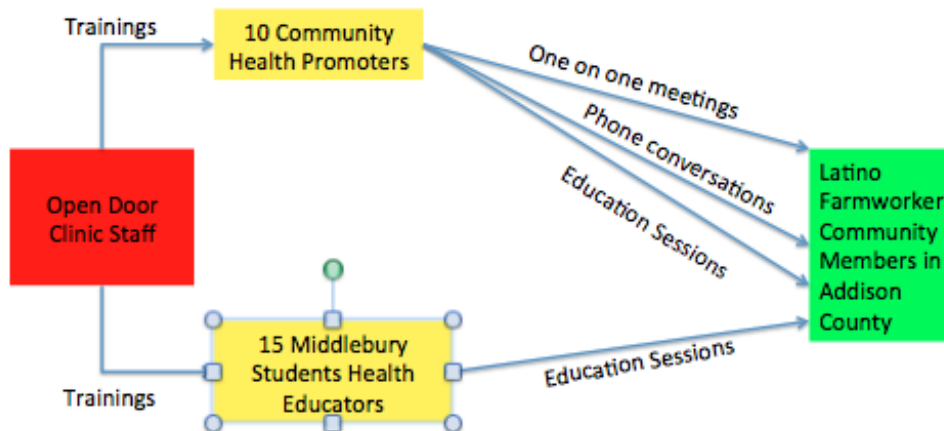 Trainings
10 Community
Health Promoters
One on one meetings
Phone conversations
Education Sessions
Open Door
Clinic Staff
Latino
Farmworker
Community
Members in
Addison
County
15 Middlebury
Students Health
Educators
Education Sessions
Trainings